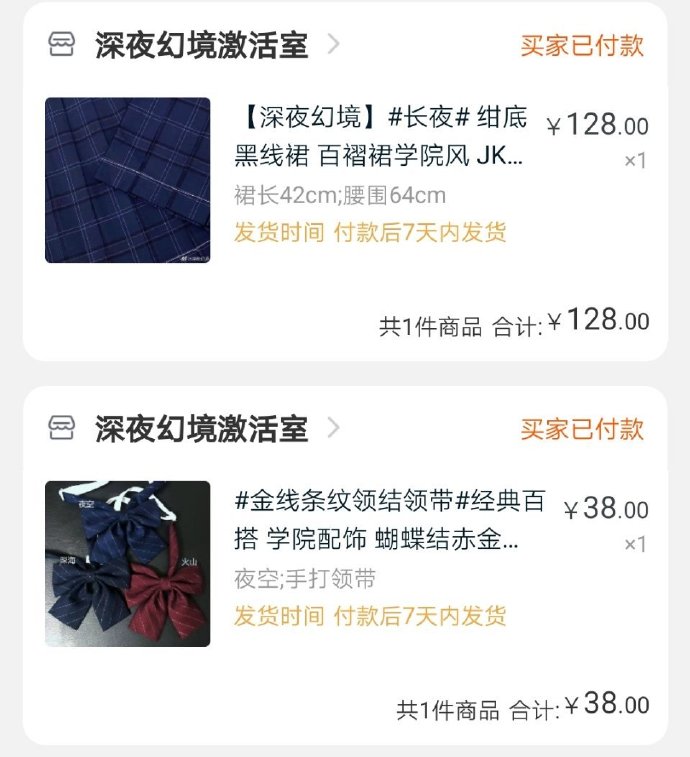 深夜幻境激活室
买家已付款
【深夜幻境】#长夜# 绀底
¥128.00
黑线裙 百褶裙学院风 JK...
×1
裙长42cm;腰围64cm
发货时间 付款后7天内发货
共1件商品 合计:¥128.00
深夜幻境激活室
买家已付款
夜空
深海
火山
#金线条纹领结领带#经典百
¥38.00
搭 学院配饰 蝴蝶结赤金...
×1
夜空;手打领带
发货时间 付款后7天内发货
共1件商品 合计:¥38.00